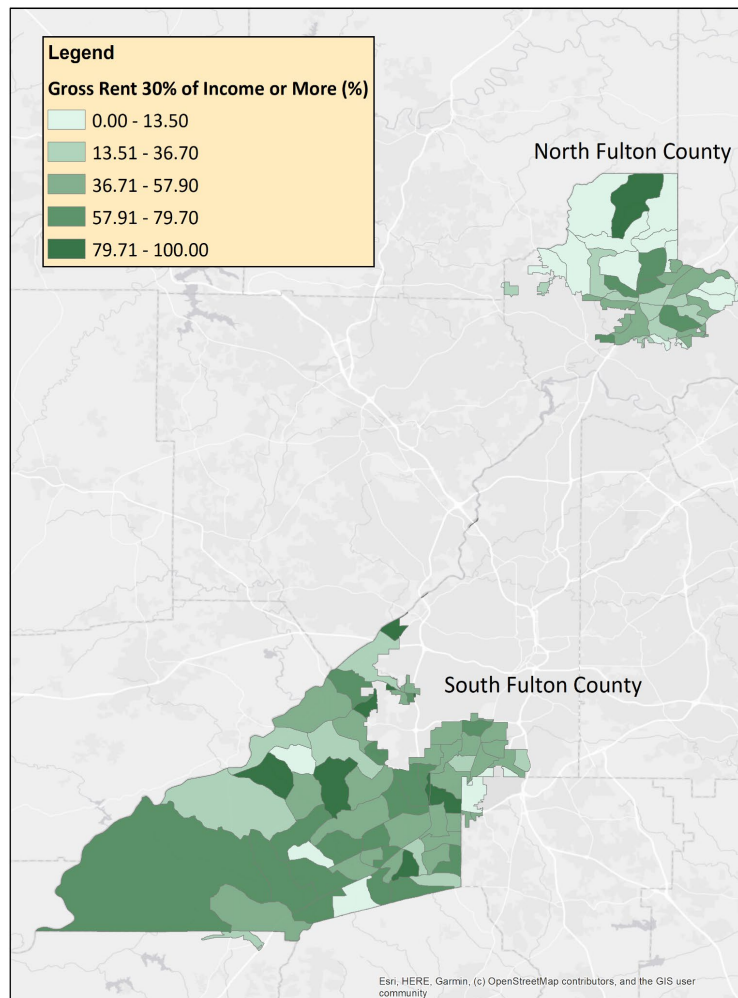 Legend
Gross Rent 30% of Income or More (%)
0.00 - 13.50
13.51 - 36.70
36.71 - 57.90
57.91 - 79.70
79.71 - 100.00
North Fulton County
South Fulton County
Esri, HERE, Garmin, (c) OpenStreetMap contributors, and the GIS user
community